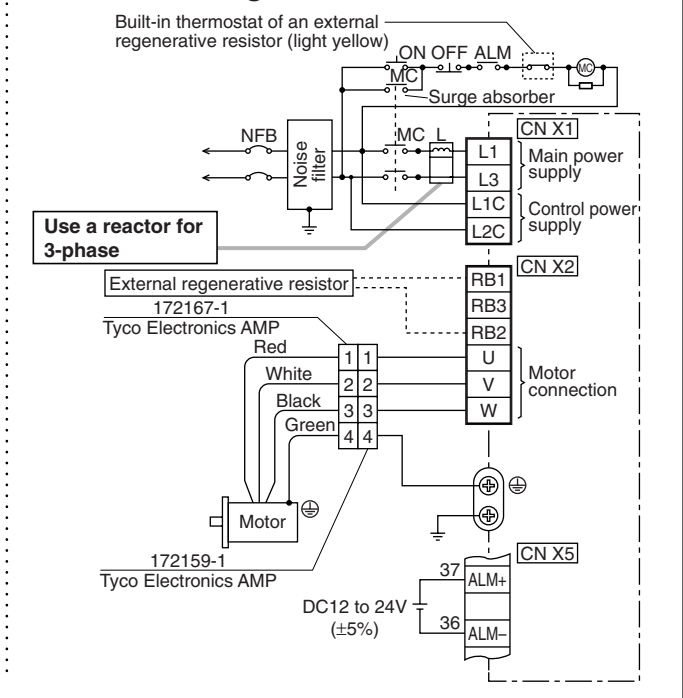 Built-in thermostat of an external
regenerative resistor (light yellow)
ON OFF ALM
MC
MC
Surge absorber
NFB
Noise
filter
MC L
CN X1
L1
L3
L1C
L2C
Main power
supply
Control power
supply
Use a reactor for
3-phase
CN X2
External regenerative resistor
RB1
RB3
RB2
U
V
W
172167-1
Tyco Electronics AMP
Red
White
Black
Green
1 1
2 2
3 3
4 4
Motor
connection
Motor
172159-1
Tyco Electronics AMP
CN X5
DC12 to 24V
(±5%)
37
ALM+
36
ALM−